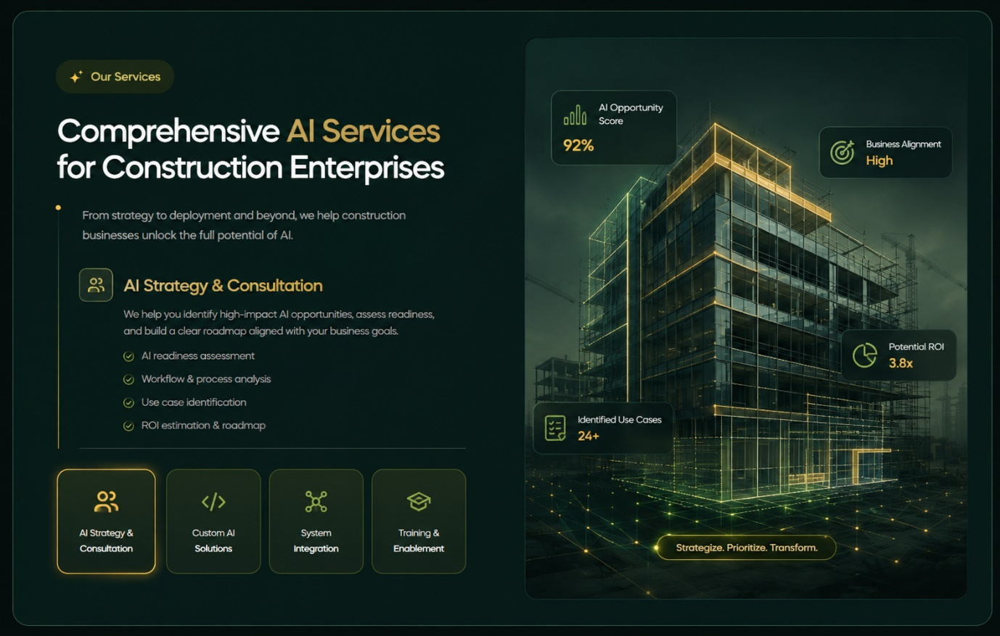 Our Services
Comprehensive AI Services
for Construction Enterprises
From strategy to deployment and beyond, we help construction
businesses unlock the full potential of AI.
AI Strategy & Consultation
We help you identify high-impact AI opportunities, assess readiness,
and build a clear roadmap aligned with your business goals.
AI readiness assessment
Workflow & process analysis
Use case identification
ROI estimation & roadmap
AI Strategy &
Consultation
Custom AI
Solutions
System
Integration
Training &
Enablement
AI Opportunity
Score
92%
Business Alignment
High
Potential ROI
3.8x
Identified Use Cases
24+
Strategize. Prioritize. Transform.